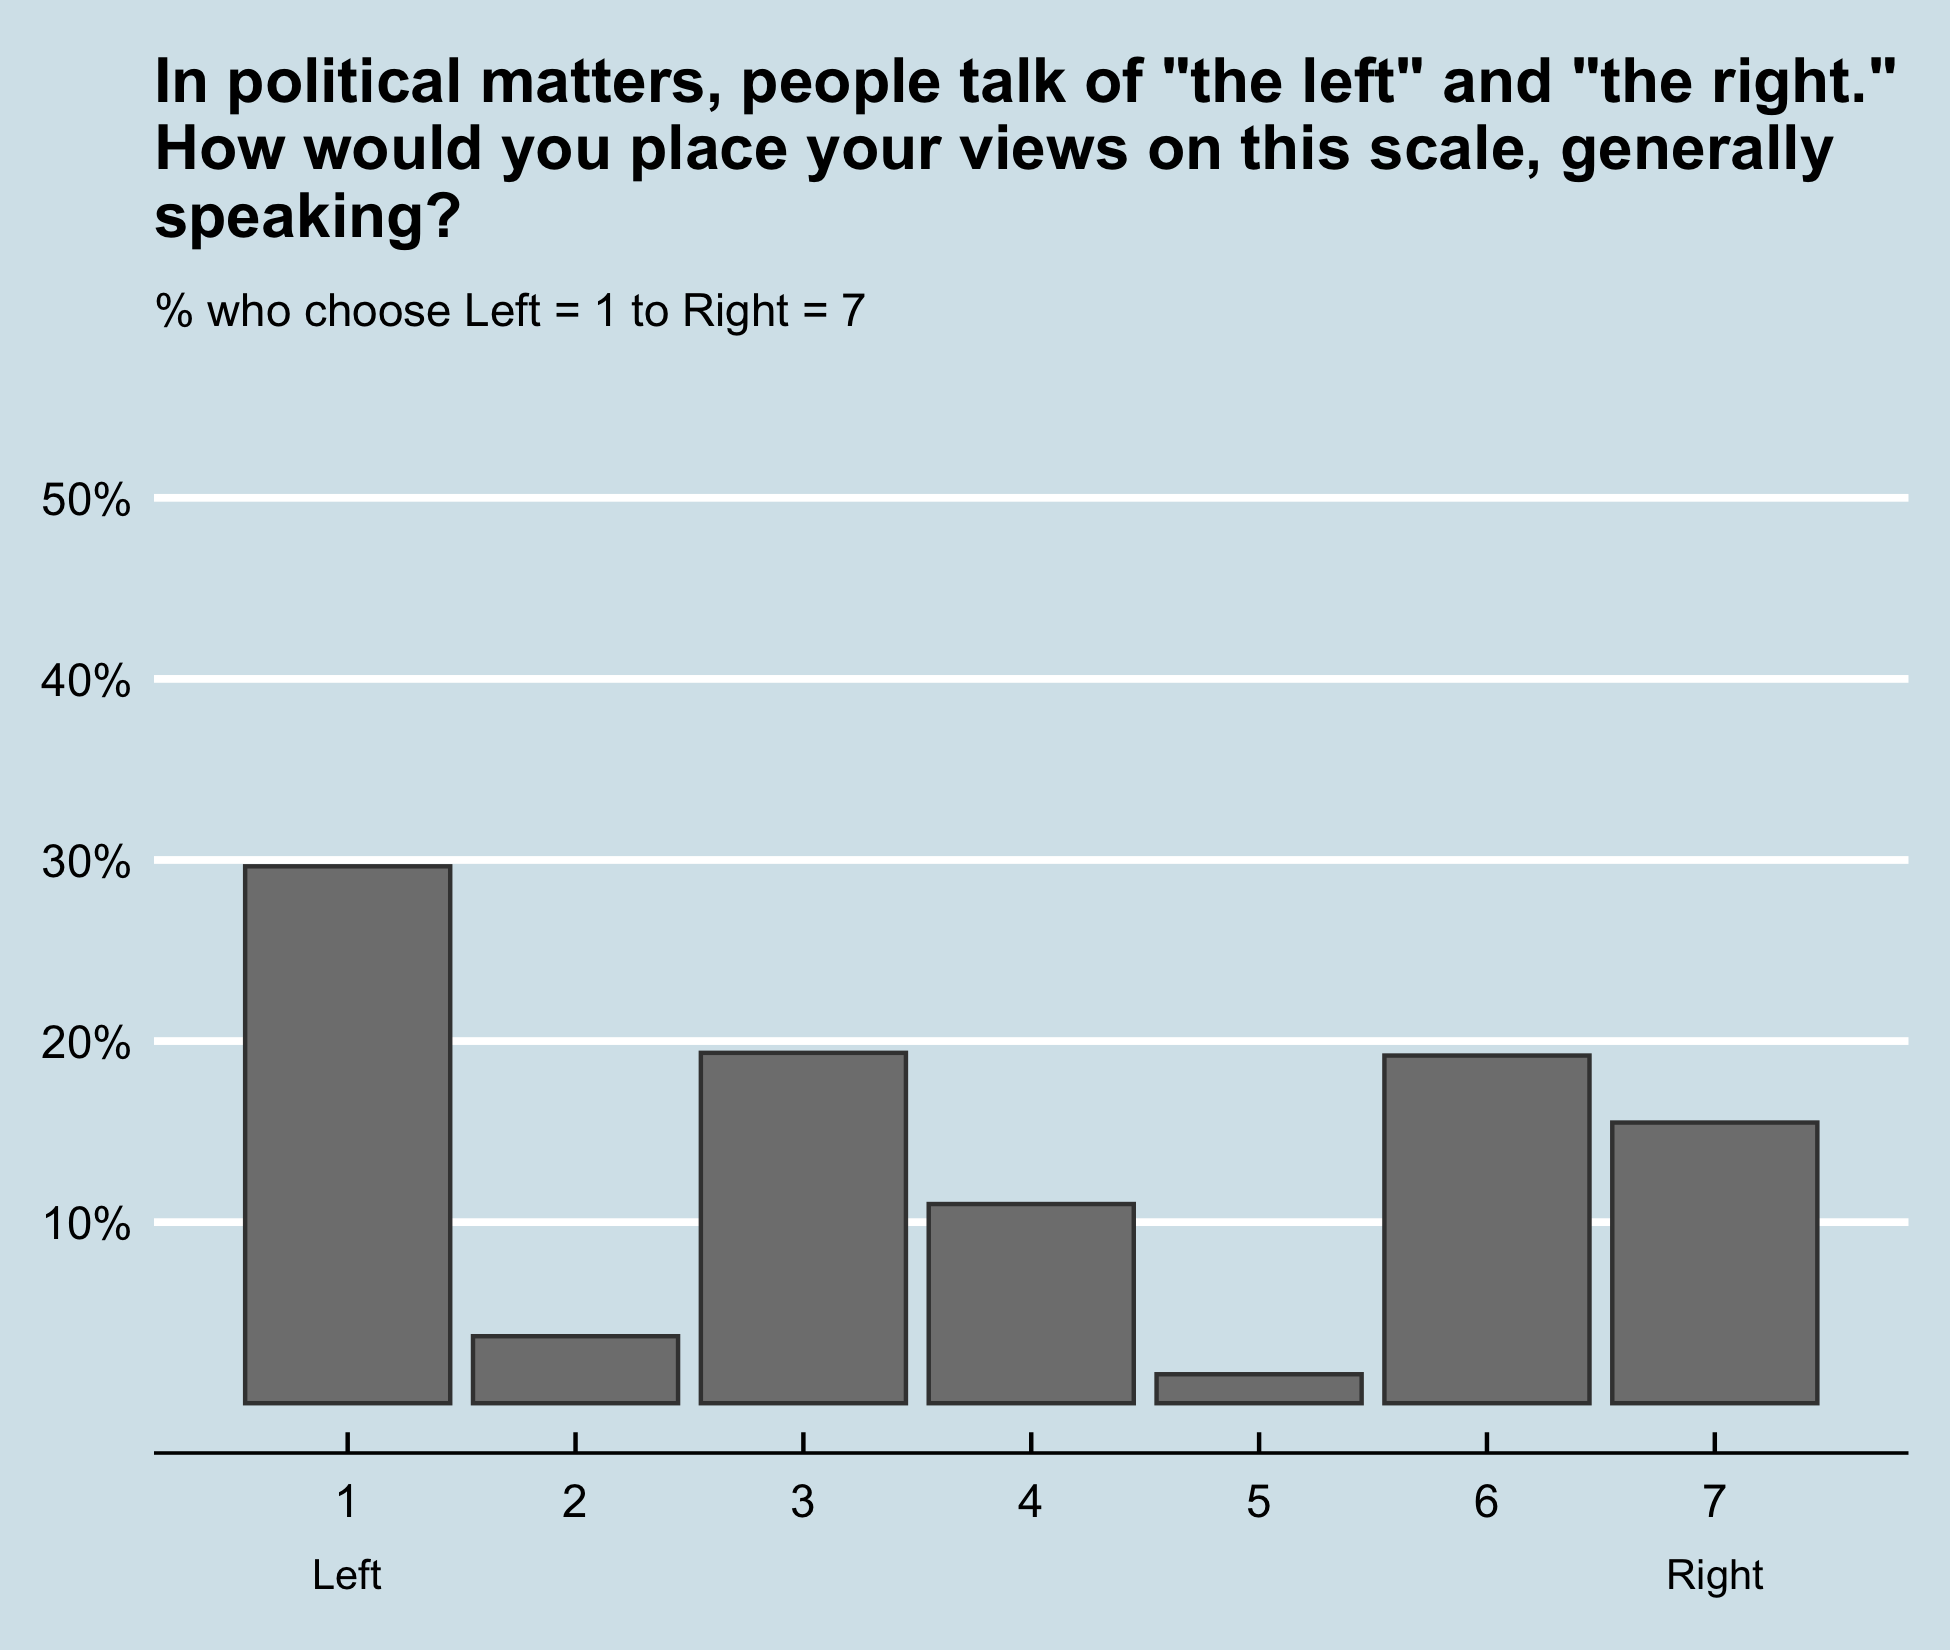 In political matters, people talk of "the left" and "the right."
How would you place your views on this scale, generally
speaking?
% who choose Left = 1 to Right = 7
50%
40%
30%
20%
10%
1 2 3 4 5 6 7
Left Right